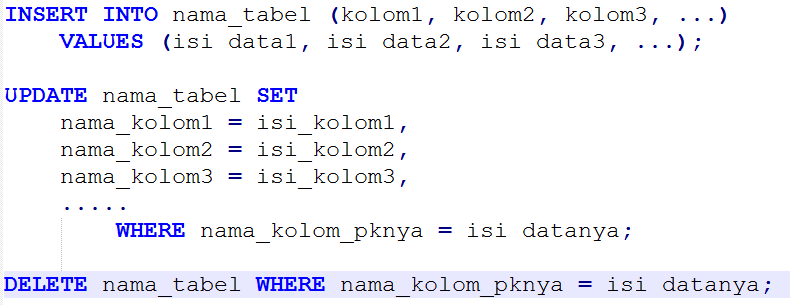 INSERT INTO nama_tabel (kolom1, kolom2, kolom3, ...)
VALUES (isi data1, isi data2, isi data3, ...);
UPDATE nama_tabel SET
nama_kolom1 = isi_kolom1,
nama_kolom2 = isi_kolom2,
nama_kolom3 = isi_kolom3,
.....
WHERE nama_kolom_pknya = isi datanya;
DELETE nama_tabel WHERE nama_kolom_pknya = isi datanya;